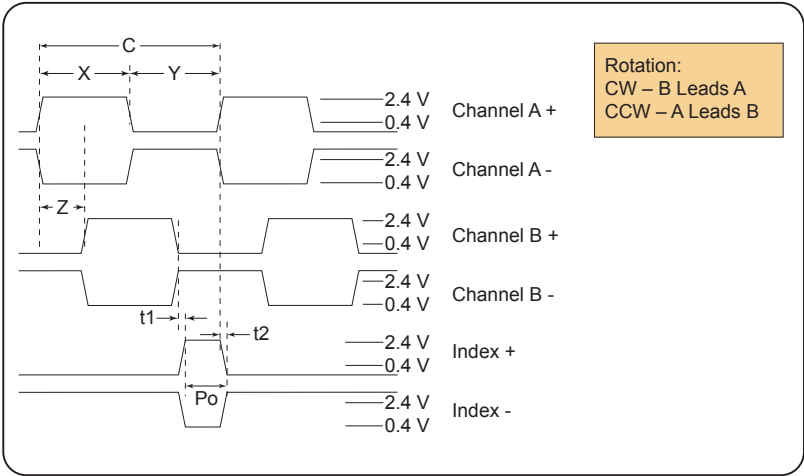 C
X
Y
Rotation:
CW – B Leads A
CCW – A Leads B
2.4 V
0.4 V
Channel A +
2.4 V
0.4 V
Channel A -
Z
2.4 V
0.4 V
Channel B +
2.4 V
0.4 V
Channel B -
t1
t2
2.4 V
0.4 V
Index +
Po
2.4 V
0.4 V
Index -